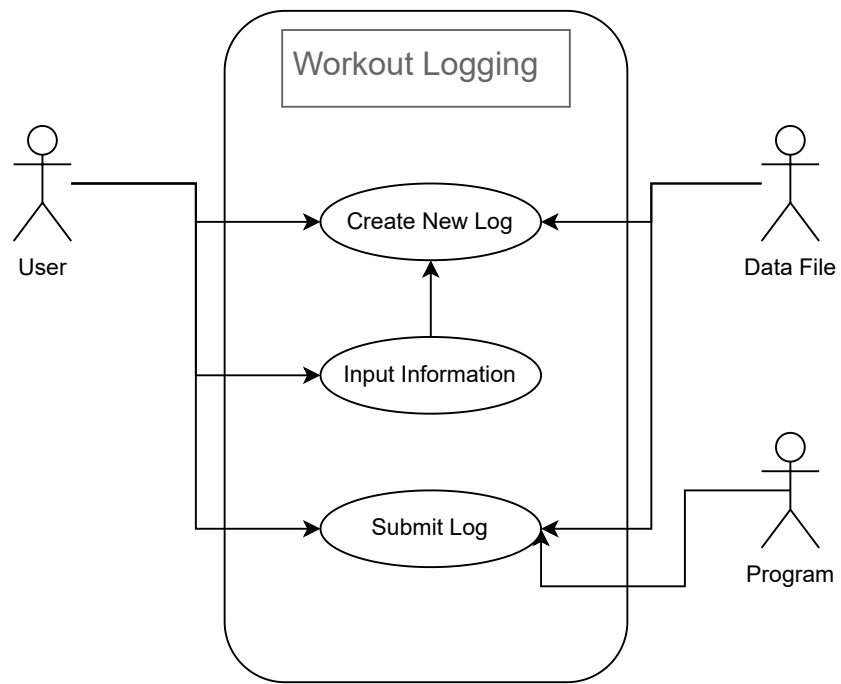 Workout Logging
User
Create New Log
Data File
Input Information
Submit Log
Program